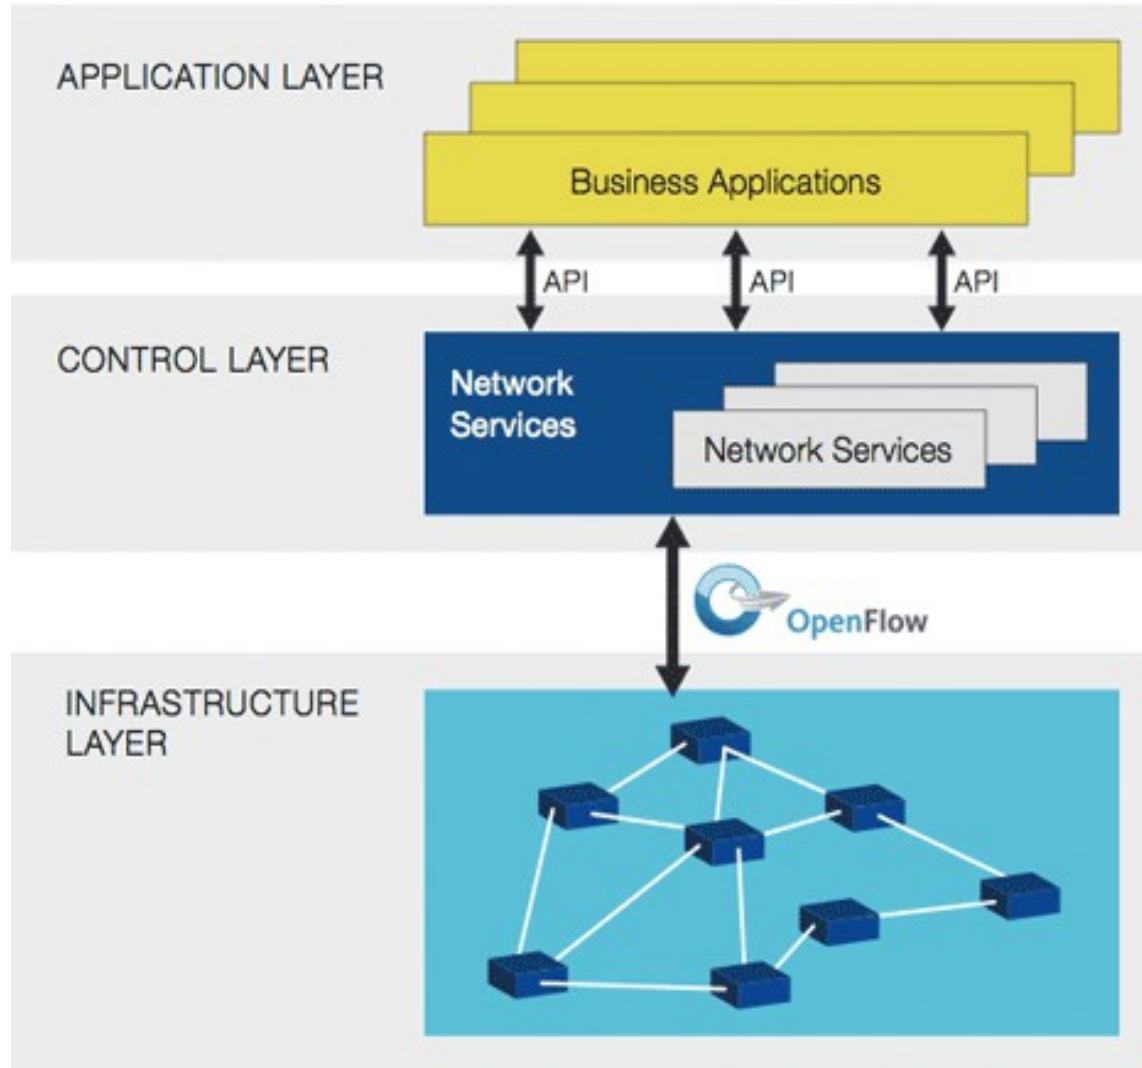 APPLICATION LAYER
Business Applications
API
API
API
CONTROL LAYER
Network
Services
Network Services
OpenFlow
INFRASTRUCTURE
LAYER